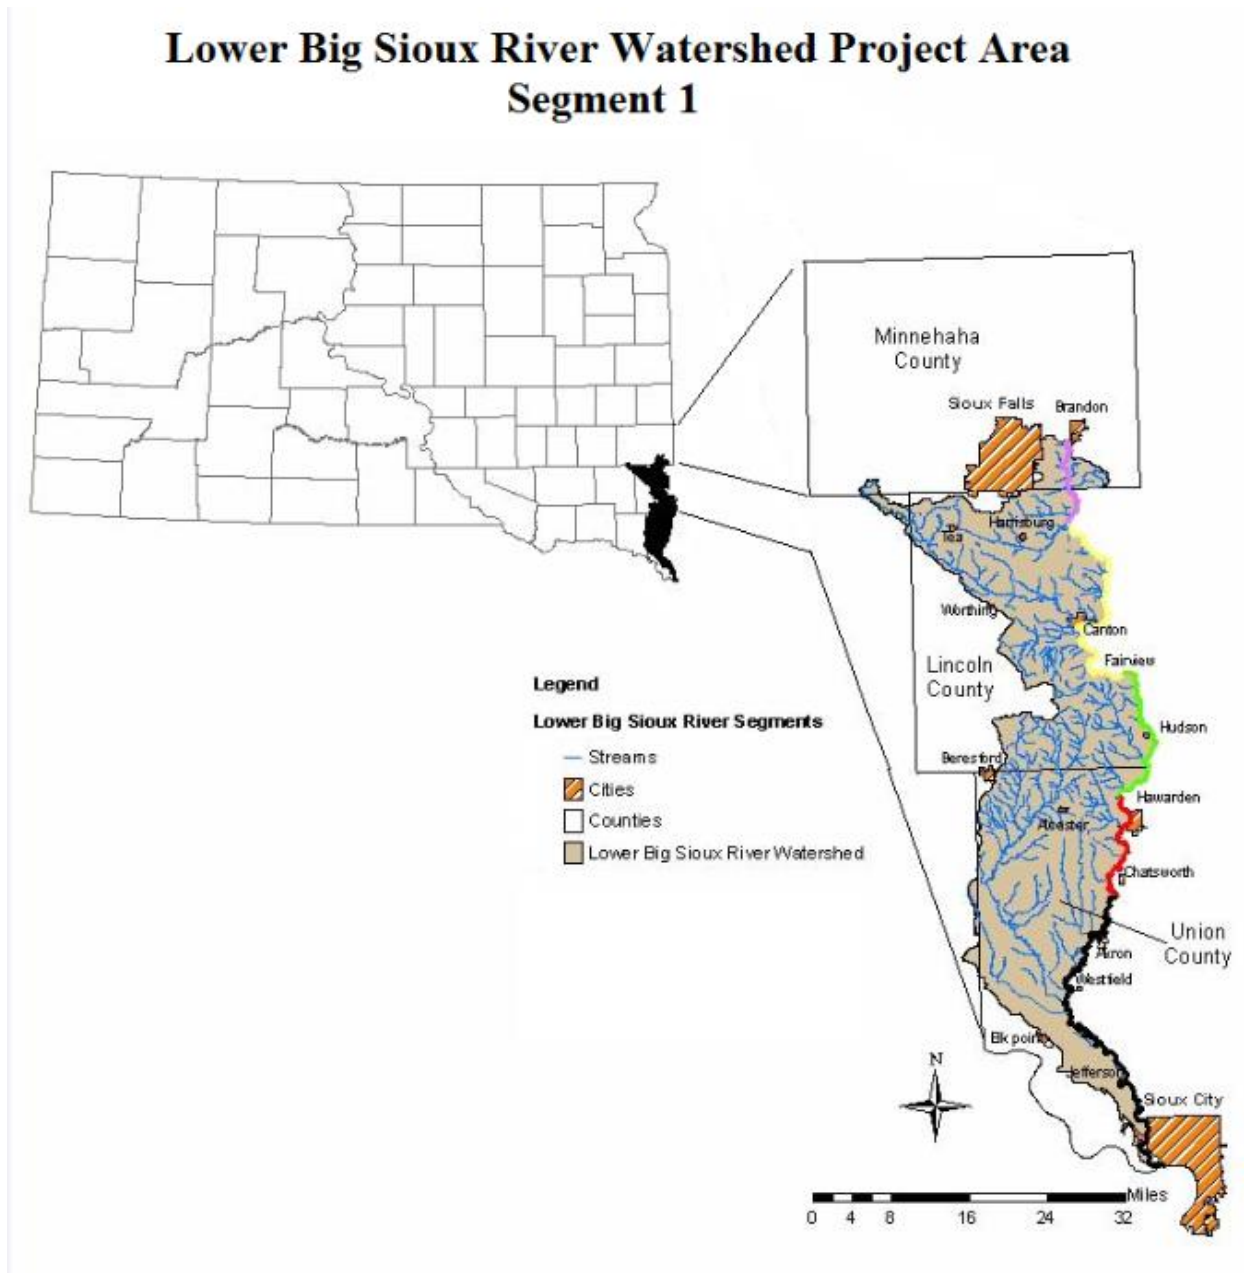 Lower Big Sioux River Watershed Project Area
Segment 1
Minnehaha
County
Sioux Falls
Brandon
Harrisburg
Tea
Worthing
Canton
Fairview
Lincoln
County
Hudson
Beresford
Hawarden
Alcester
Chatsworth
Union
County
Akron
Westfield
Elk point
Jefferson
Sioux City
Legend
Lower Big Sioux River Segments
Streams
Cities
Counties
Lower Big Sioux River Watershed
N
Miles
0 4 8 16 24 32